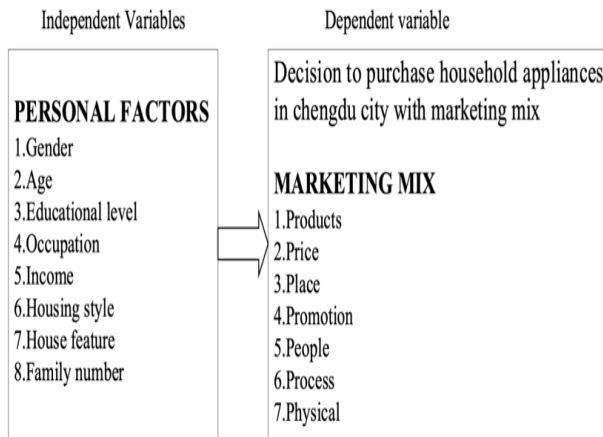 Independent Variables
PERSONAL FACTORS
1.Gender
2.Age
3.Educational level
4.Occupation
5.Income
6.Housing style
7.House feature
8.Family number
Dependent variable
Decision to purchase household appliances
in chengdu city with marketing mix
MARKETING MIX
1.Products
2.Price
3.Place
4.Promotion
5.People
6.Process
7.Physical